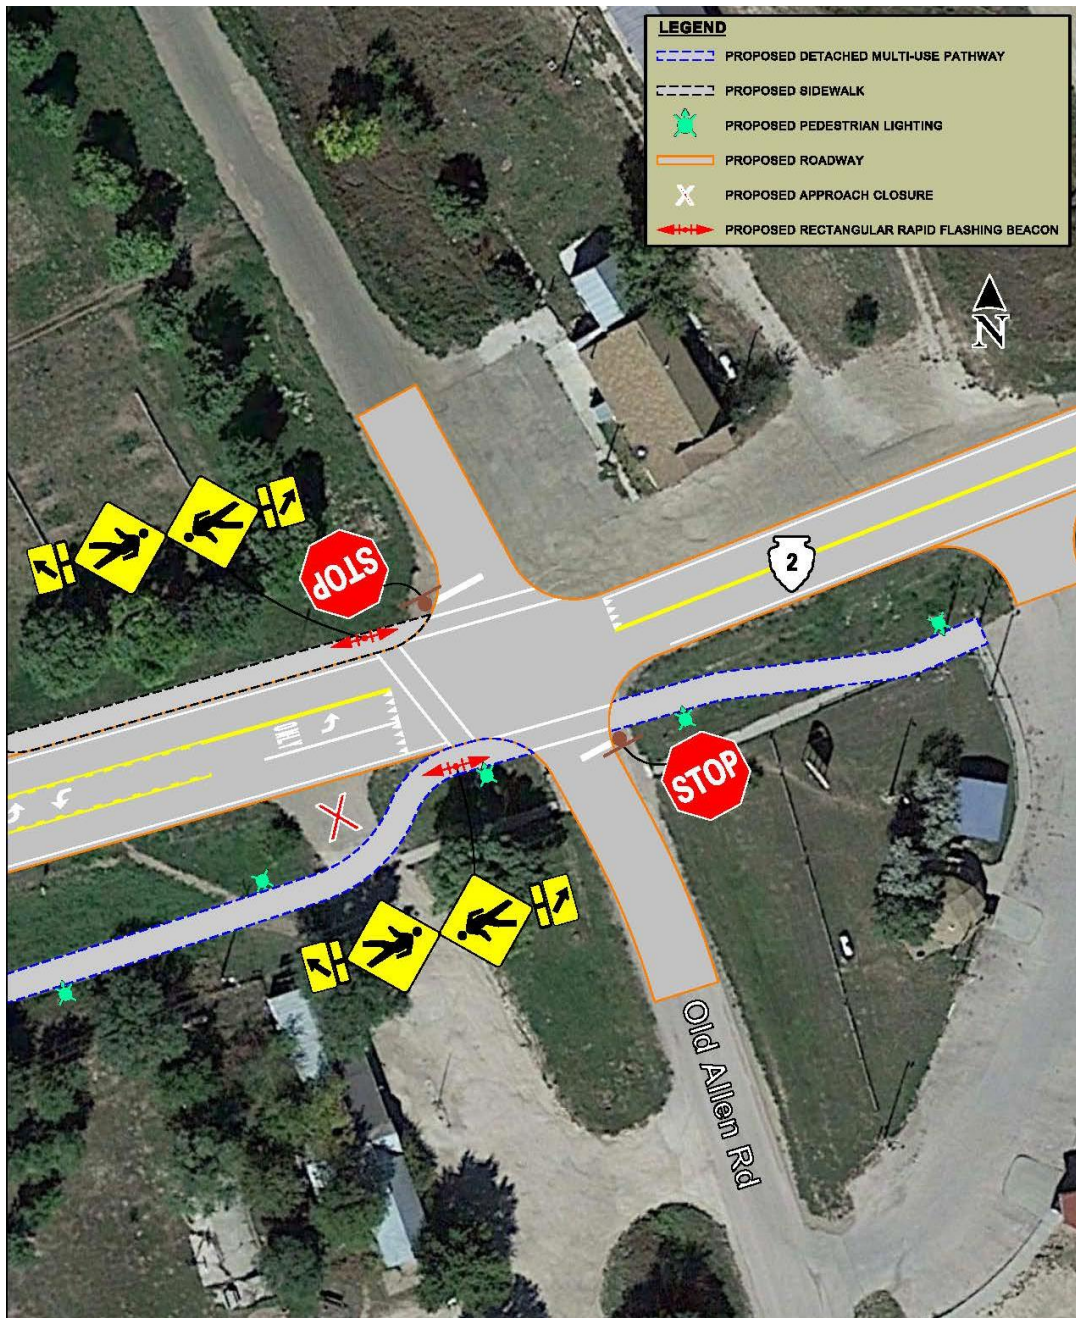 LEGEND
PROPOSED DETACHED MULTI-USE PATHWAY
PROPOSED SIDEWALK
PROPOSED PEDESTRIAN LIGHTING
PROPOSED ROADWAY
X PROPOSED APPROACH CLOSURE
PROPOSED RECTANGULAR RAPID FLASHING BEACON
N
STOP
2
ONLY
X
STOP
Old Allen Rd